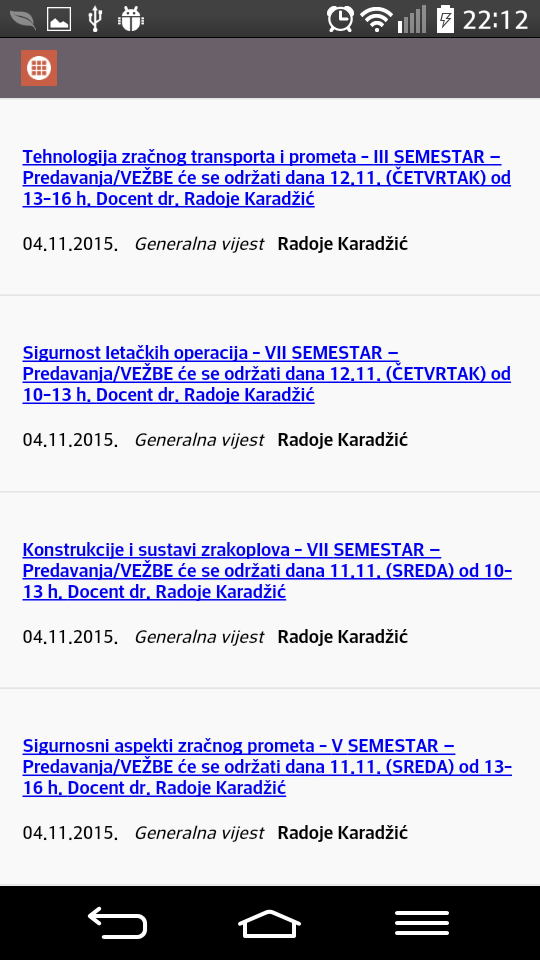 22:12
Tehnologija zračnog transporta i prometa - III SEMESTAR –
Predavanja/VEŽBE će se održati dana 12.11. (ČETVRTAK) od
13-16 h. Docent dr. Radoje Karadžić
04.11.2015. Generalna vijest Radoje Karadžić
Sigurnost letačkih operacija - VII SEMESTAR –
Predavanja/VEŽBE će se održati dana 12.11. (ČETVRTAK) od
10-13 h. Docent dr. Radoje Karadžić
04.11.2015. Generalna vijest Radoje Karadžić
Konstrukcije i sustavi zrakoplova - VII SEMESTAR –
Predavanja/VEŽBE će se održati dana 11.11. (SREDA) od 10-
13 h. Docent dr. Radoje Karadžić
04.11.2015. Generalna vijest Radoje Karadžić
Sigurnosni aspekti zračnog prometa - V SEMESTAR –
Predavanja/VEŽBE će se održati dana 11.11. (SREDA) od 13-
16 h. Docent dr. Radoje Karadžić
04.11.2015. Generalna vijest Radoje Karadžić